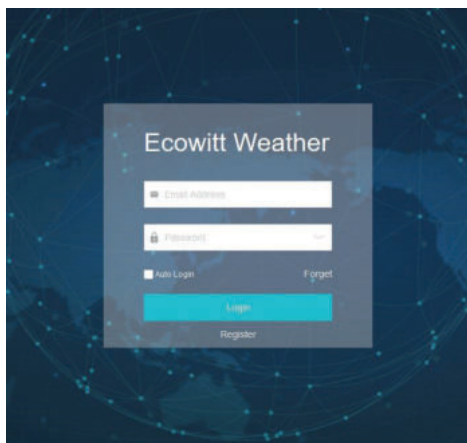 Ecowitt Weather
Email Address
Password
Auto Login Forget
Login
Register